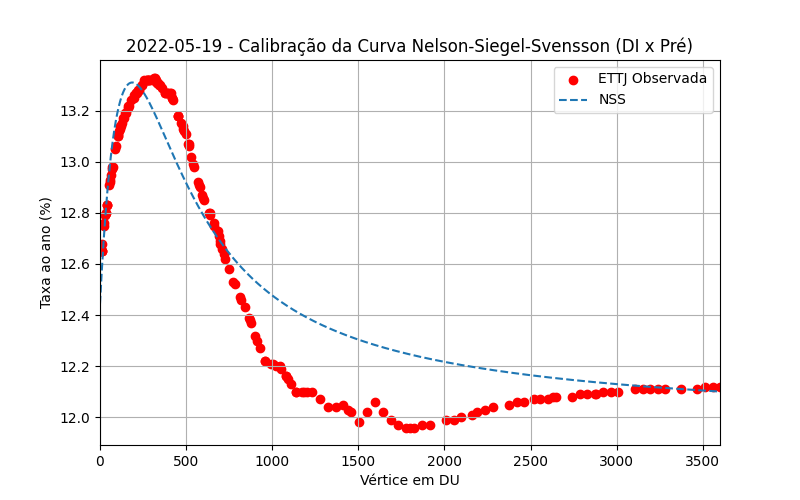 2022-05-19 - Calibração da Curva Nelson-Siegel-Svensson (DI x Pré)
ETTJ Observada
NSS
Taxa ao ano (%)
13.2
13.0
12.8
12.6
12.4
12.2
12.0
0 500 1000 1500 2000 2500 3000 3500
Vértice em DU